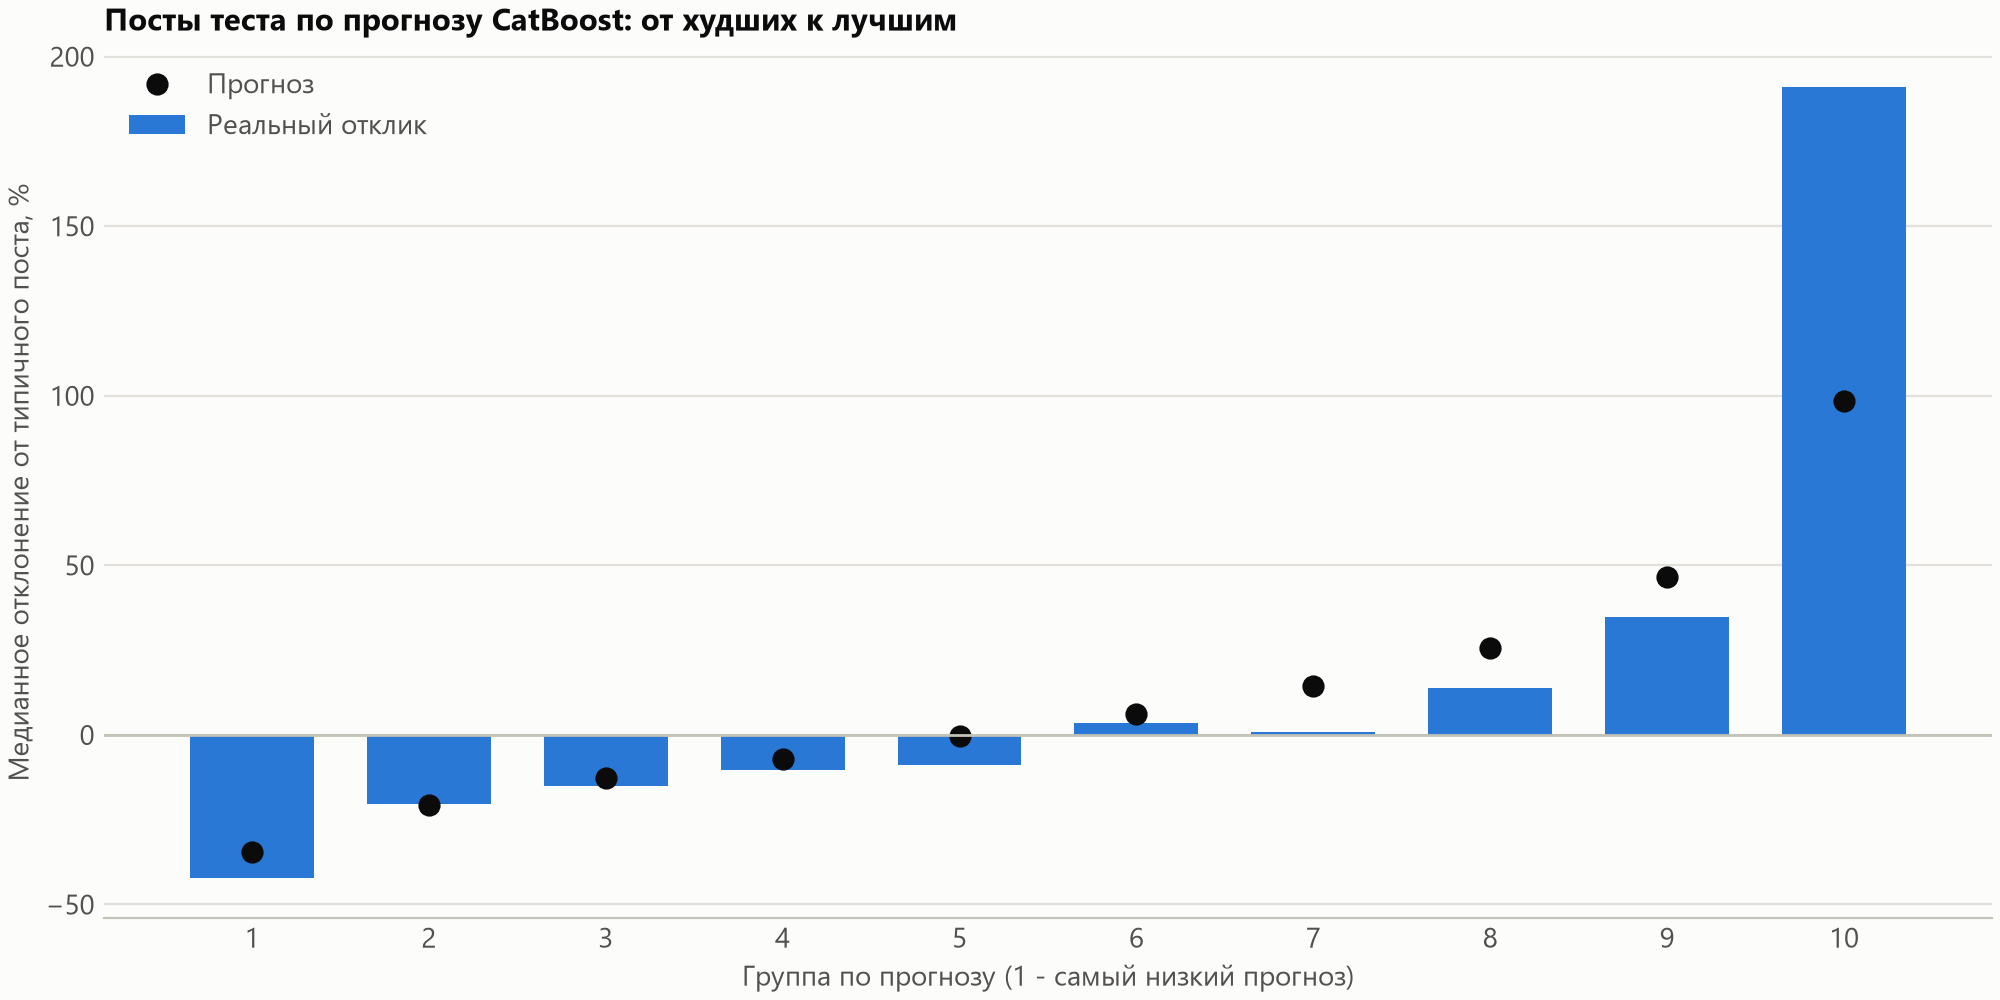 Посты теста по прогнозу CatBoost: от худших к лучшим
Прогноз
Реальный отклик
Медианное отклонение от типичного поста, %
200
150
100
50
0
−50
1 2 3 4 5 6 7 8 9 10
Группа по прогнозу (1 - самый низкий прогноз)